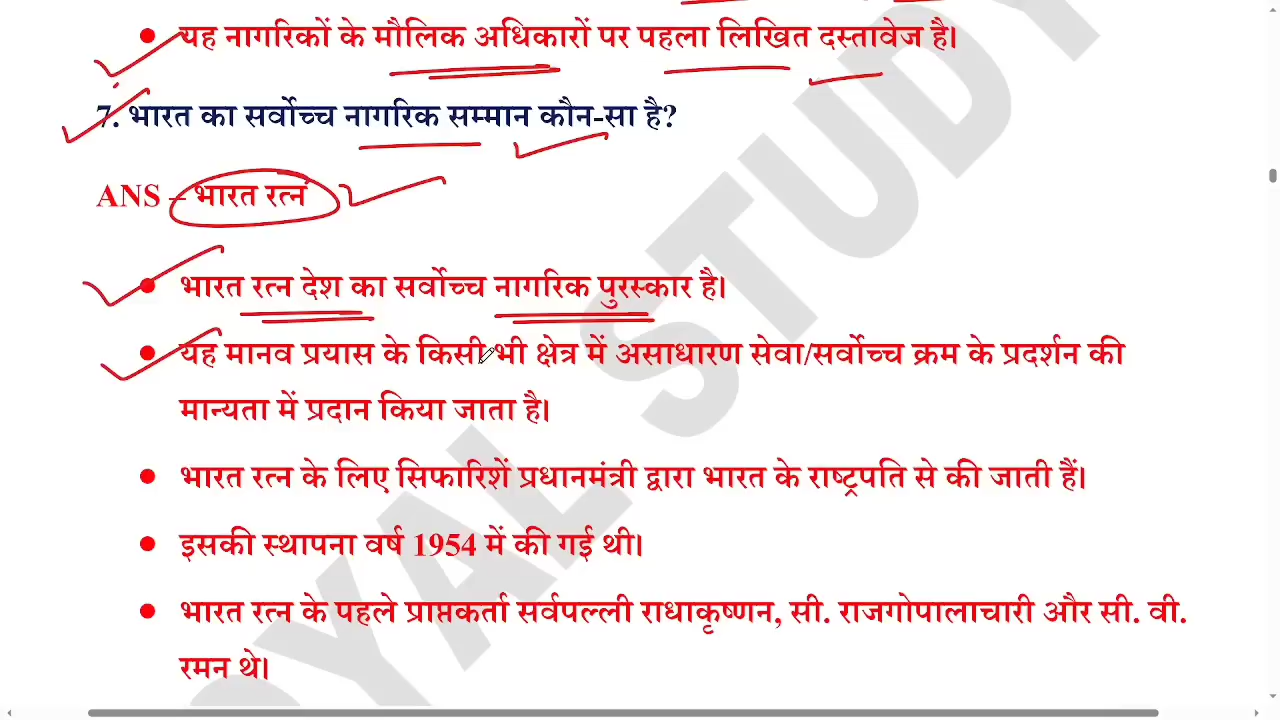 यह नागरिकों के मौलिक अधिकारों पर पहला लिखित दस्तावेज है।
7. भारत का सर्वोच्च नागरिक सम्मान कौन-सा है?
ANS – भारत रत्न
भारत रत्न देश का सर्वोच्च नागरिक पुरस्कार है।
यह मानव प्रयास के किसी भी क्षेत्र में असाधारण सेवा/सर्वोच्च क्रम के प्रदर्शन की
मान्यता में प्रदान किया जाता है।
भारत रत्न के लिए सिफारिशें प्रधानमंत्री द्वारा भारत के राष्ट्रपति से की जाती हैं।
इसकी स्थापना वर्ष 1954 में की गई थी।
भारत रत्न के पहले प्राप्तकर्ता सर्वपल्ली राधाकृष्णन, सी. राजगोपालाचारी और सी. वी.
रमन थे।
OYAL STUDY